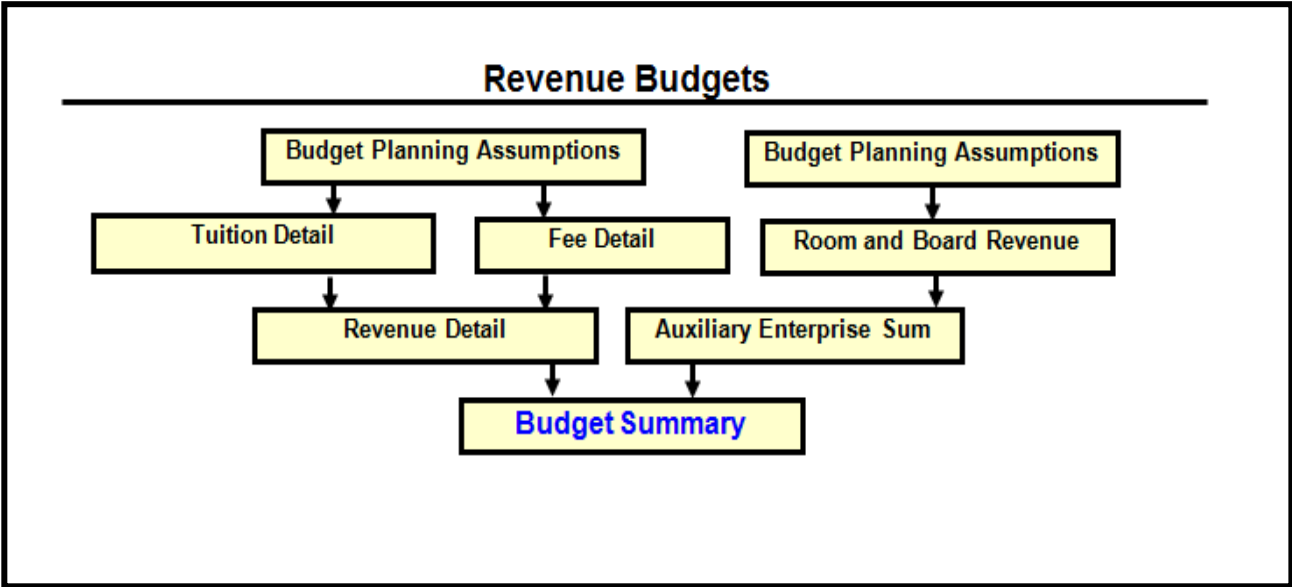 Revenue Budgets
Budget Planning Assumptions
Budget Planning Assumptions
Tuition Detail
Fee Detail
Room and Board Revenue
Revenue Detail
Auxiliary Enterprise Sum
Budget Summary